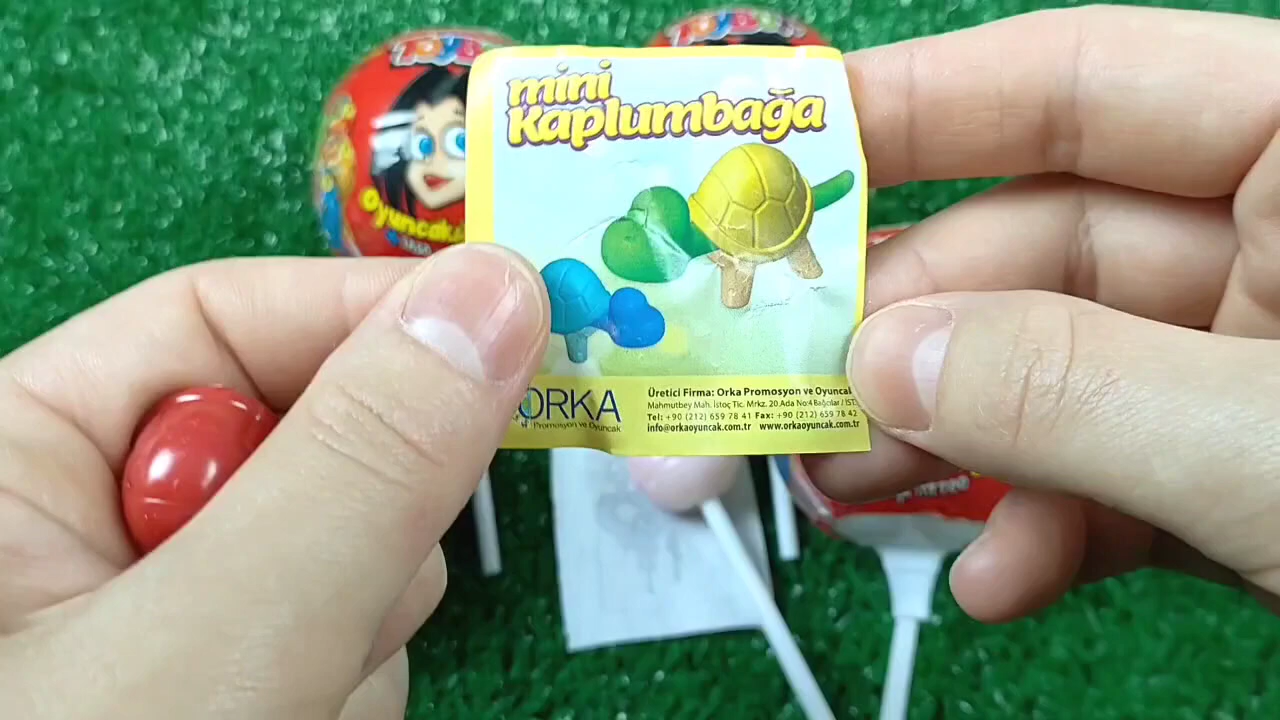 mini
Kaplumbağa
ORKA
Promosyon ve Oyuncak
Üretici Firma: Orka Promosyon ve Oyuncak
Mahmutbey Mah. İstoç Tic. Mrkz. 20.Ada No:4 Bağcılar / İST.
Tel: +90 (212) 659 78 41 Fax: +90 (212) 659 78 42
info@orkaoyuncak.com.tr www.orkaoyuncak.com.tr
Oyuncak